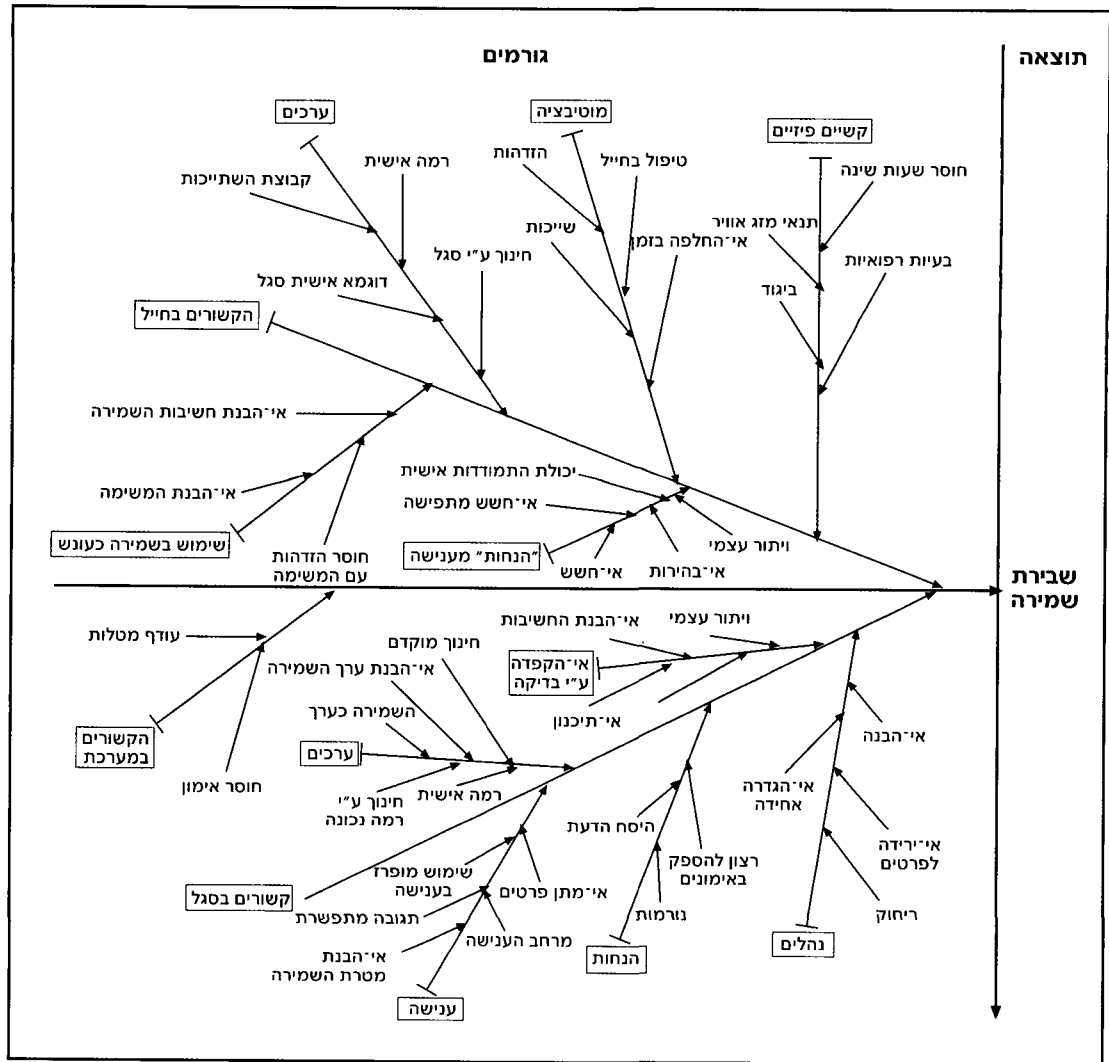 תוצאה
גורמים
קשיים פיזיים
מוטיבציה
ערכים
חוסר שעות שינה
תנאי מזג אוויר
בעיות רפואיות
ביגוד
טיפול בחייל
הזדהות
שייכות
אי־החלפה בזמן
רמה אישית
קבוצת השתייכות
חינוך ע"י סגל
דוגמא אישית סגל
הקשורים בחייל
אי־הבנת חשיבות השמירה
אי־הבנת המשימה
שימוש בשמירה כעונש
חוסר הזדהות
עם המשימה
יכולת התמודדות אישית
אי־חשש מתפישה
"הנחות" מענישה
אי־חשש
אי־בהירות
ויתור עצמי
שבירת
שמירה
עודף מטלות
הקשורים
במערכת
חוסר אימון
ויתור עצמי
אי־הבנת החשיבות
אי־הקפדה
ע"י בדיקה
אי־תיכנון
חינוך מוקדם
אי־הבנת ערך השמירה
השמירה כערך
ערכים
רמה אישית
חינוך ע"י
רמה נכונה
אי־הבנה
אי־הגדרה
אחידה
אי־ירידה
לפרטים
ריחוק
נהלים
היסח הדעת
רצון להספק
באימונים
נורמות
הנחות
קשורים בסגל
שימוש מופרז
בענישה
אי־מתן פרטים
תגובה מתפשרת
מרחב הענישה
אי־הבנת
מטרת השמירה
ענישה